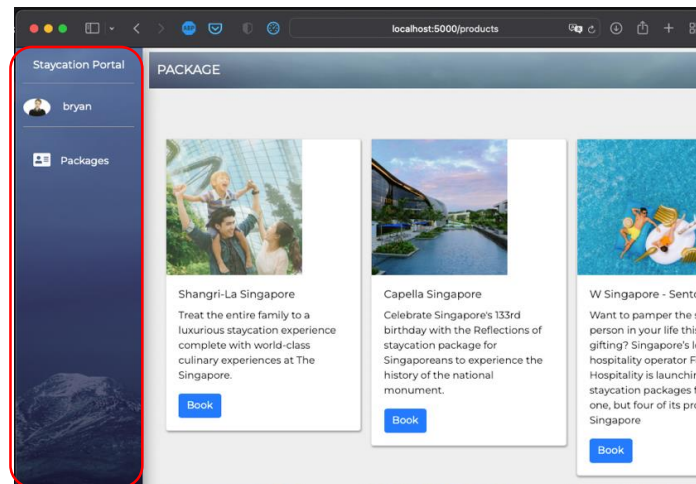 localhost:5000/products
Staycation Portal
bryan
Packages
PACKAGE
Shangri-La Singapore
Treat the entire family to a
luxurious staycation experience
complete with world-class
culinary experiences at The
Singapore.
Book
Capella Singapore
Celebrate Singapore's 133rd
birthday with the Reflections of
staycation package for
Singaporeans to experience the
history of the national
monument.
Book
W Singapore - Sento
Want to pamper the s
person in your life this
gifting? Singapore's l
hospitality operator F
Hospitality is launchin
staycation packages f
one, but four of its pro
Singapore
Book